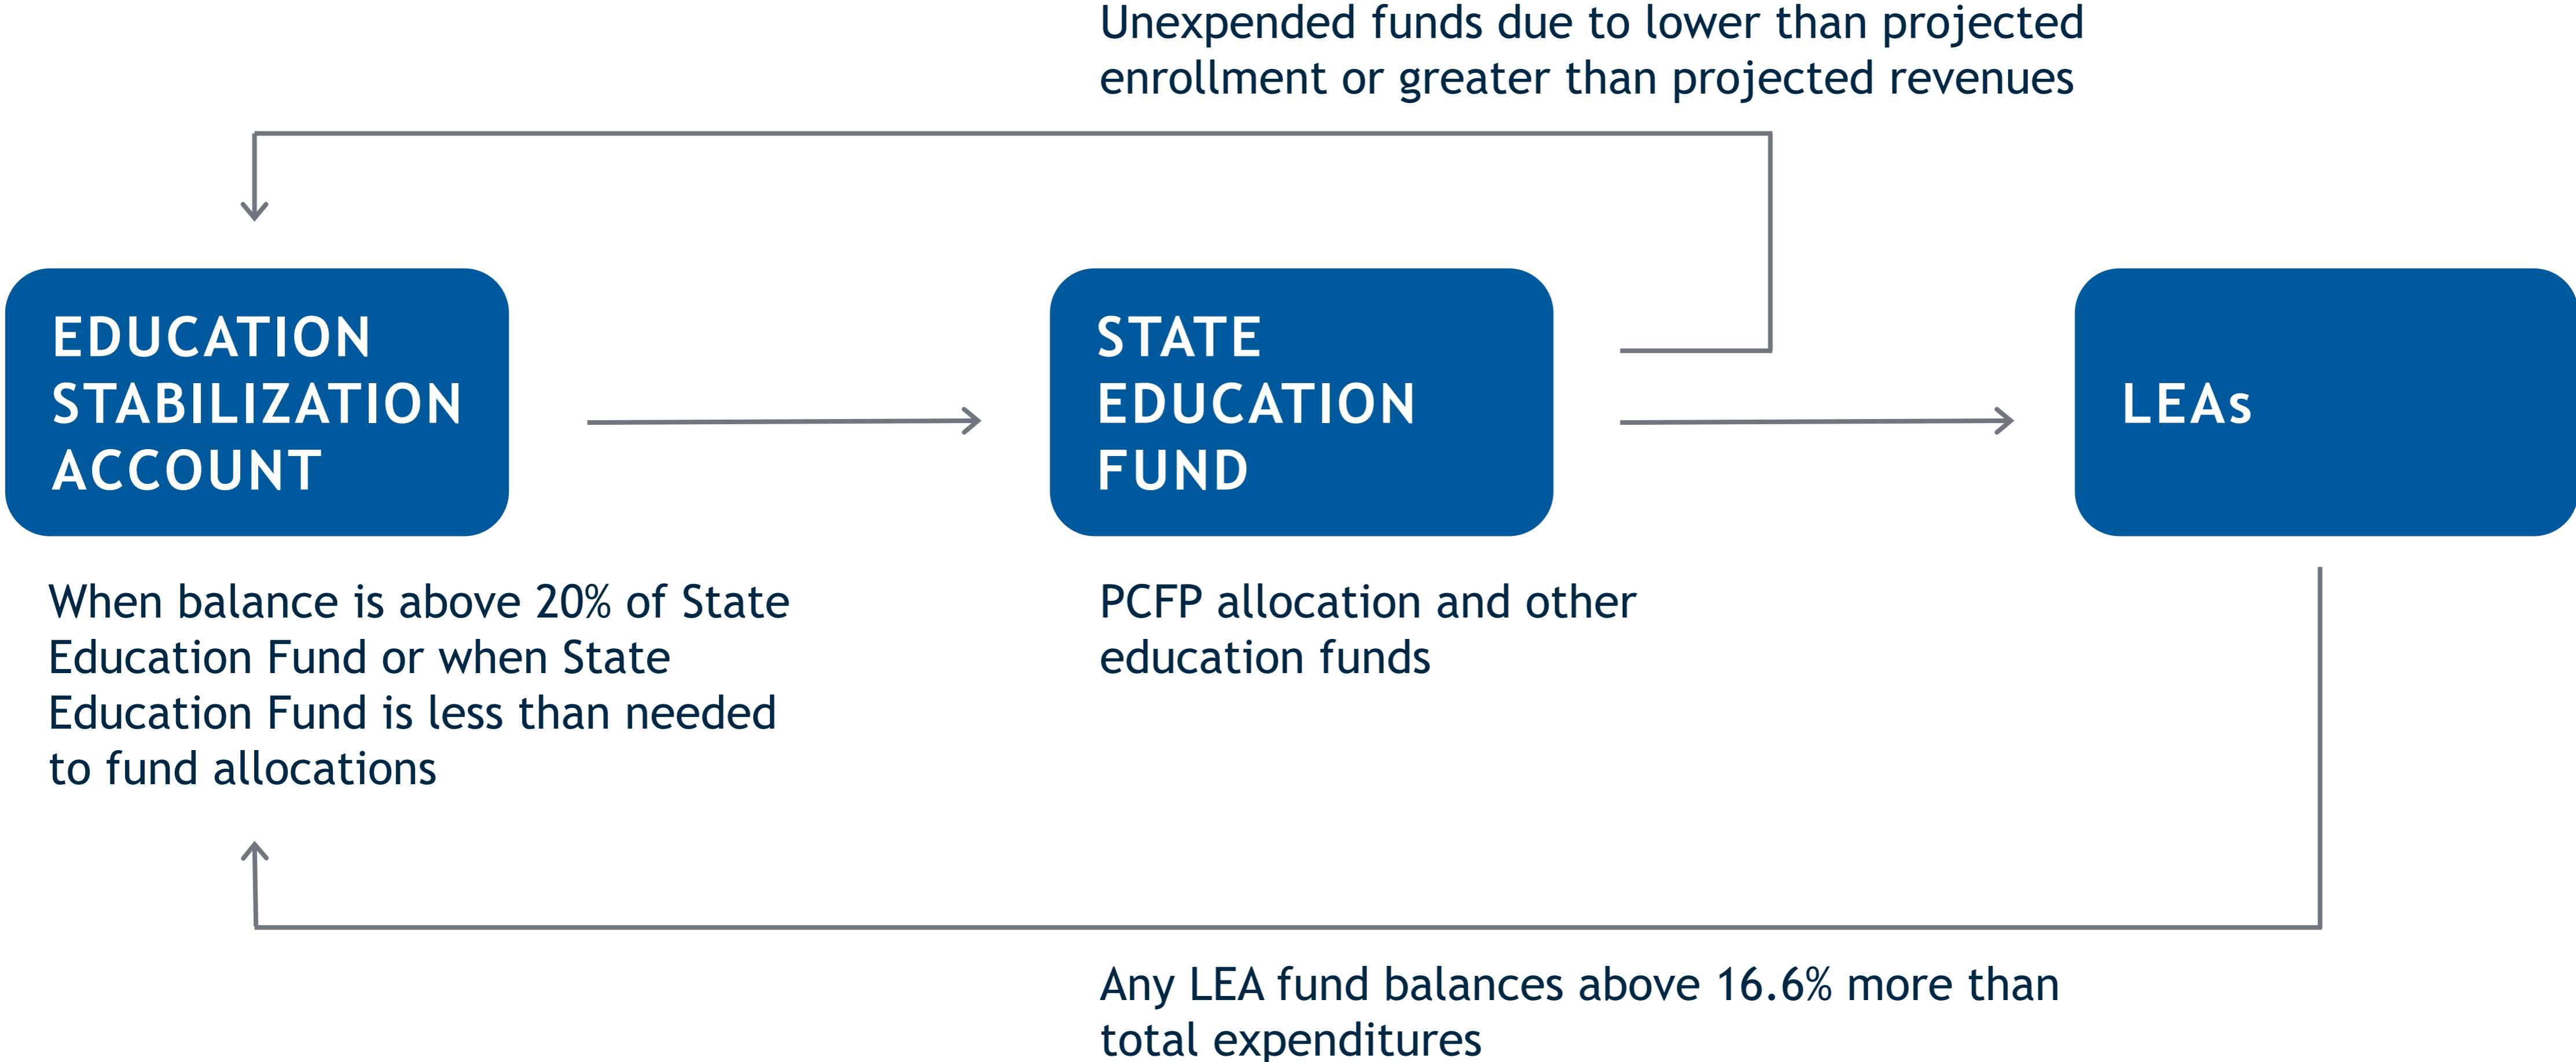 Unexpended funds due to lower than projected
enrollment or greater than projected revenues
EDUCATION
STABILIZATION
ACCOUNT
STATE
EDUCATION
FUND
LEAs
When balance is above 20% of State
Education Fund or when State
Education Fund is less than needed
to fund allocations
PCFP allocation and other
education funds
Any LEA fund balances above 16.6% more than
total expenditures